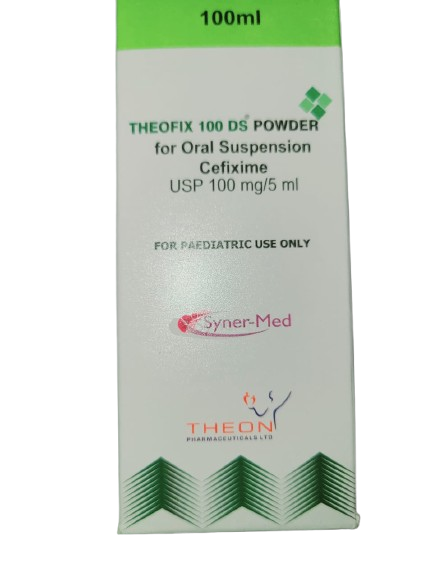 100ml
THEOFIX 100 DS® POWDER
for Oral Suspension
Cefixime
USP 100 mg/5 ml
FOR PAEDIATRIC USE ONLY
Syner-Med
THEON
PHARMACEUTICALS LTD